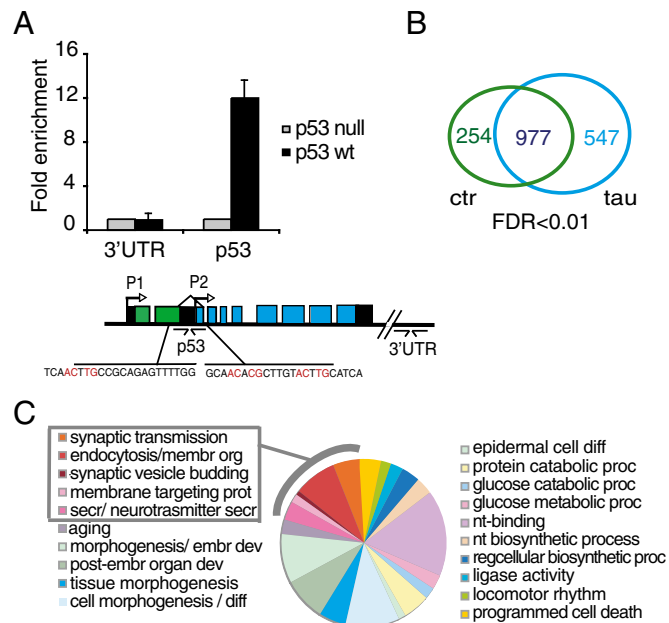 A
Fold enrichment
16
12
8
4
0
p53 null
p53 wt
3'UTR
p53
P1
P2
p53
3'UTR
TCAACTTGCCGCAGAGTTTTGG
GCAACACGCTTGTACTTGCATCA
B
254
977
547
ctr
tau
FDR<0.01
C
synaptic transmission
endocytosis/membr org
synaptic vesicle budding
membrane targeting prot
secr/ neurotrasmitter secr
aging
morphogenesis/ embr dev
post-embr organ dev
tissue morphogenesis
cell morphogenesis / diff
epidermal cell diff
protein catabolic proc
glucose catabolic proc
glucose metabolic proc
nt-binding
nt biosynthetic process
regcellular biosynthetic proc
ligase activity
locomotor rhythm
programmed cell death